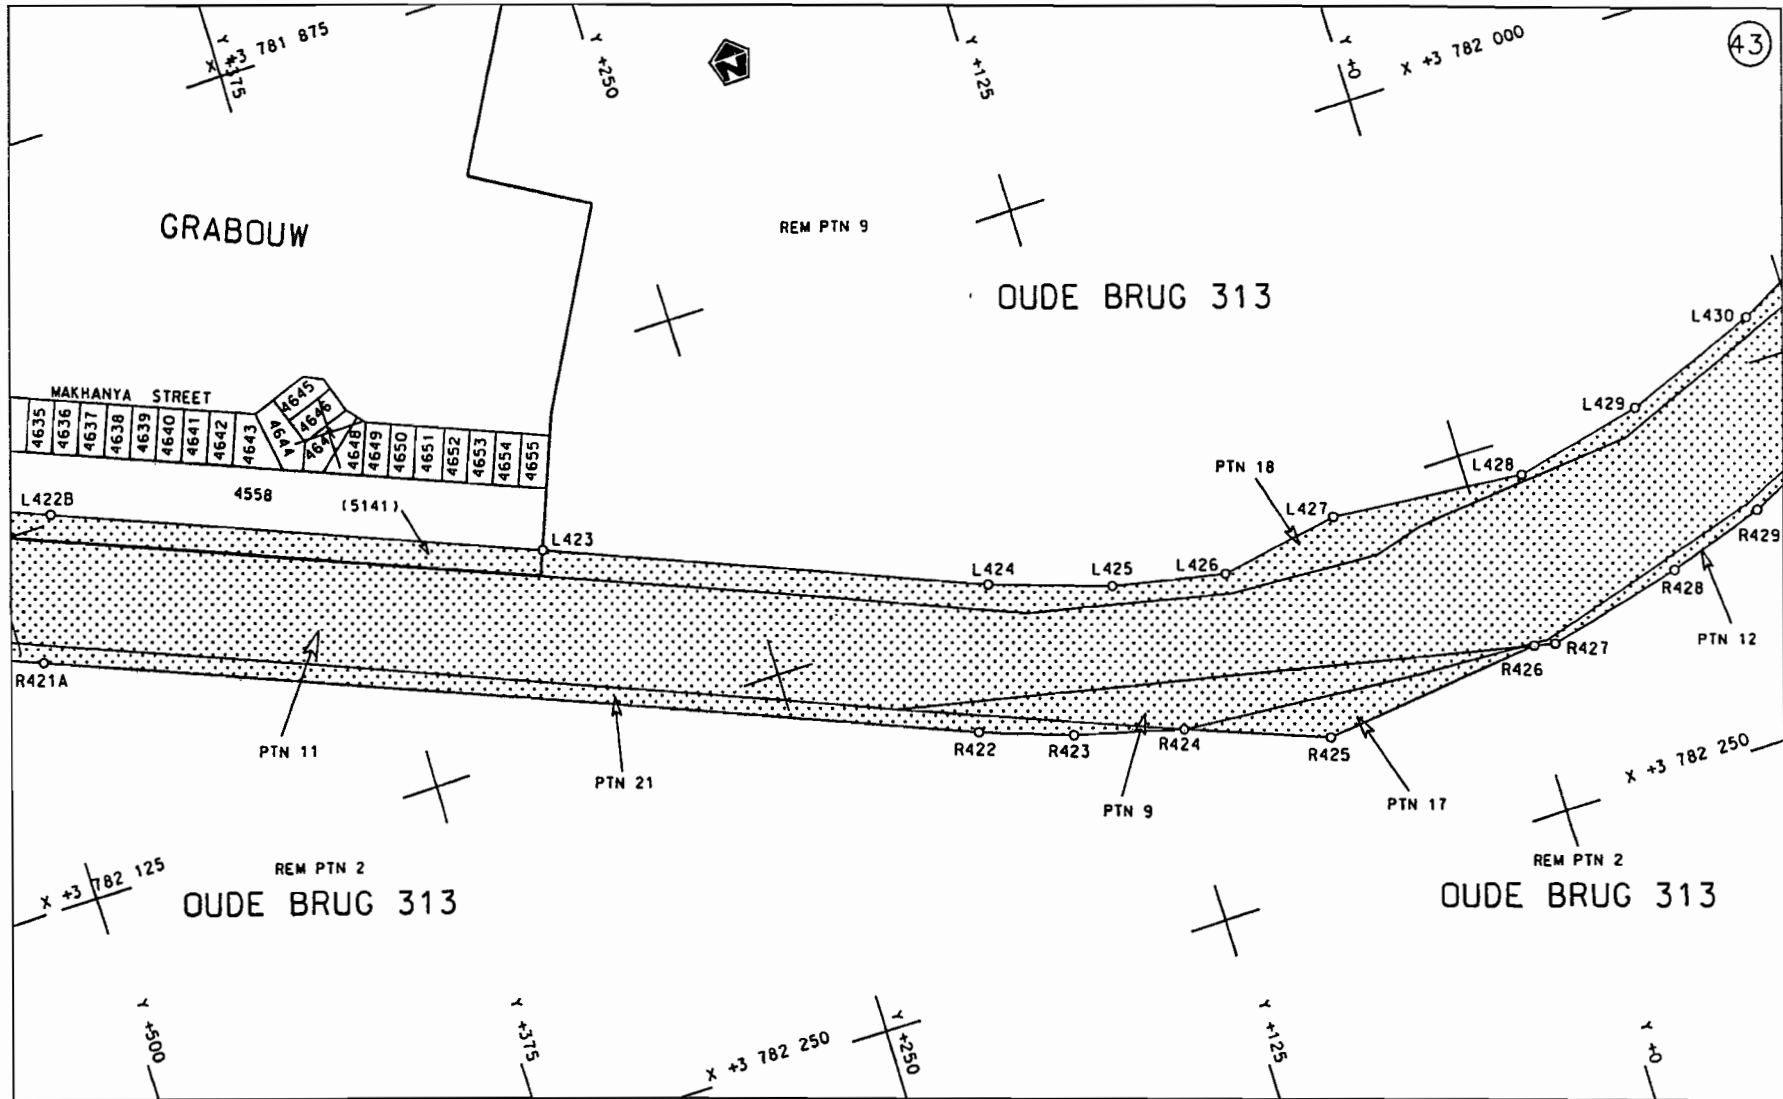 43
X +3 781 875
Y +375
Y +250
Y +125
Y +0
X +3 782 000
N
GRABOUW
REM PTN 9
OUDE BRUG 313
L430
MAKHANYA STREET
4635
4636
4637
4638
4639
4640
4641
4642
4643
4644
4645
4646
4648
4649
4650
4651
4652
4653
4654
4655
L429
PTN 18
L428
4558
(5141)
L422B
L427
L423
L424
L425
L426
R429
R428
PTN 12
R427
R426
R421A
PTN 11
PTN 21
R422
R423
R424
R425
PTN 9
PTN 17
X +3 782 250
REM PTN 2
OUDE BRUG 313
X +3 782 125
REM PTN 2
OUDE BRUG 313
Y +500
Y +375
X +3 782 250
Y +250
Y +125
Y +0